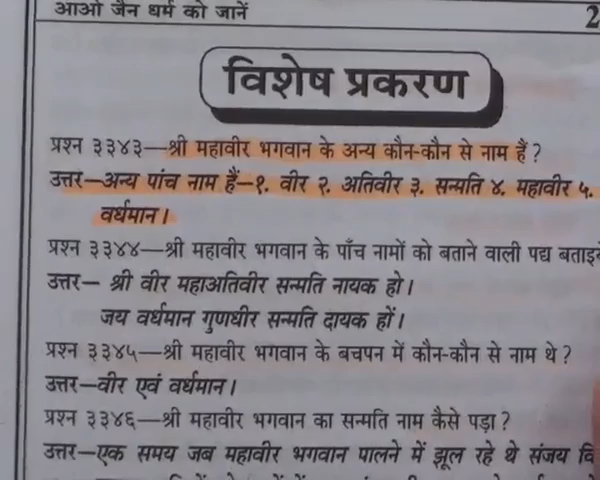 आओ जैन धर्म को जानें
2
विशेष प्रकरण
प्रश्न ३३४३—श्री महावीर भगवान के अन्य कौन-कौन से नाम हैं?
उत्तर—अन्य पांच नाम हैं—१. वीर २. अतिवीर ३. सन्मति ४. महावीर ५.
वर्धमान।
प्रश्न ३३४४—श्री महावीर भगवान के पाँच नामों को बताने वाली पद्य
उत्तर— श्री वीर महाअतिवीर सन्मति नायक हो।
जय वर्धमान गुणधीर सन्मति दायक हों।
प्रश्न ३३४५—श्री महावीर भगवान के बचपन में कौन-कौन से नाम थे?
उत्तर—वीर एवं वर्धमान।
प्रश्न ३३४६—श्री महावीर भगवान का सन्मति नाम कैसे पड़ा?
उत्तर—एक समय जब महावीर भगवान पालने में झूल रहे थे संजय वि